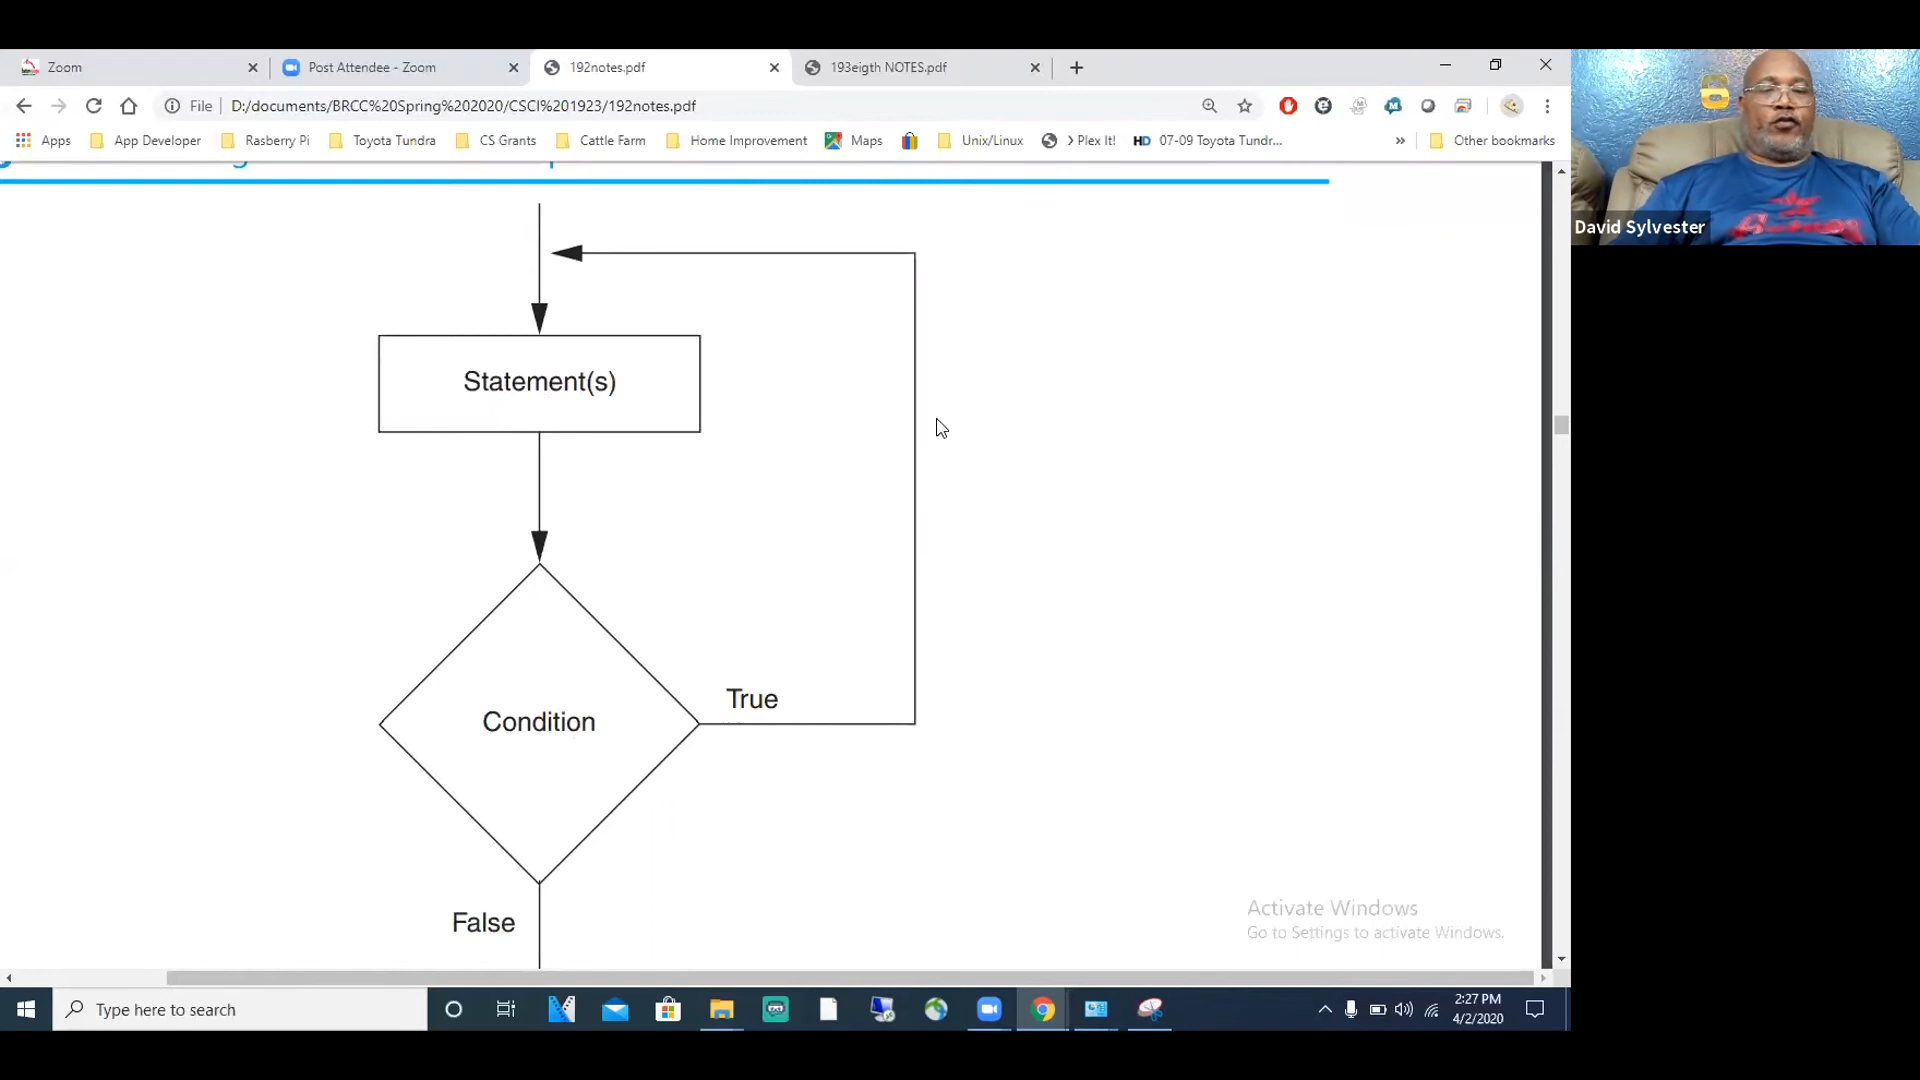 Zoom
Post Attendee - Zoom
192notes.pdf
193eigth NOTES.pdf
File
D:/documents/BRCC%20Spring%202020/CSCI%201923/192notes.pdf
Apps
App Developer
Rasberry Pi
Toyota Tundra
CS Grants
Cattle Farm
Home Improvement
Maps
Unix/Linux
> Plex It!
HD 07-09 Toyota Tundr...
»
Other bookmarks
David Sylvester
Statement(s)
True
Condition
False
Activate Windows
Go to Settings to activate Windows.
Type here to search
2:27 PM
4/2/2020